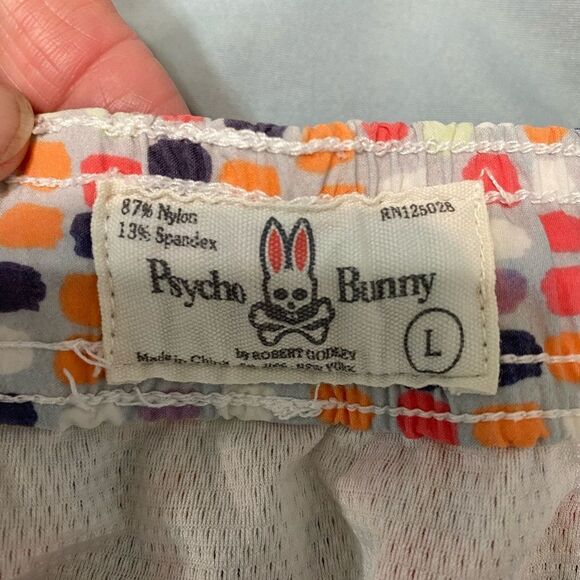 87% Nylon RN125028
13% Spandex
Psycho Bunny
by ROBERT GODLEY
L
Made in China NEW YORK